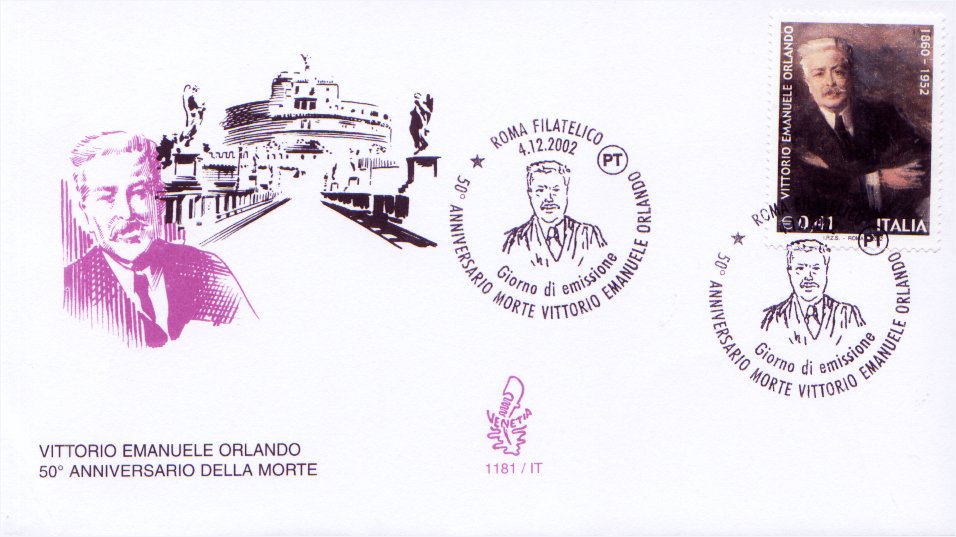 VITTORIO EMANUELE ORLANDO
1860 - 1952
€ 0,41 ITALIA
I.P.Z.S. - ROMA
ROMA FILATELICO
4.12.2002
PT
Giorno di emissione
50° ANNIVERSARIO MORTE VITTORIO EMANUELE ORLANDO
ROMA
PT
Giorno di emissione
50° ANNIVERSARIO MORTE VITTORIO EMANUELE ORLANDO
VENETIA
1181 / IT
VITTORIO EMANUELE ORLANDO
50° ANNIVERSARIO DELLA MORTE